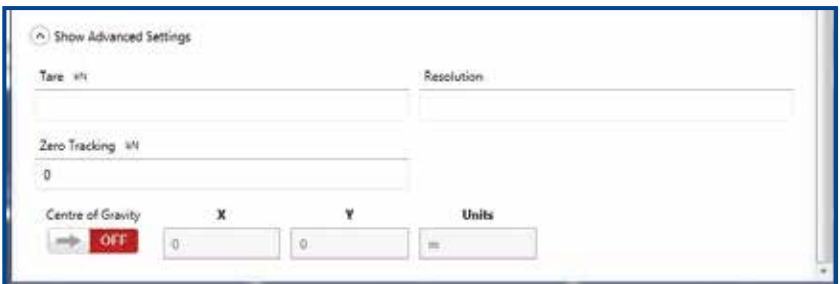 Show Advanced Settings
Tare kN Resolution
Zero Tracking kN
0
Centre of Gravity X Y Units
OFF 0 0 m